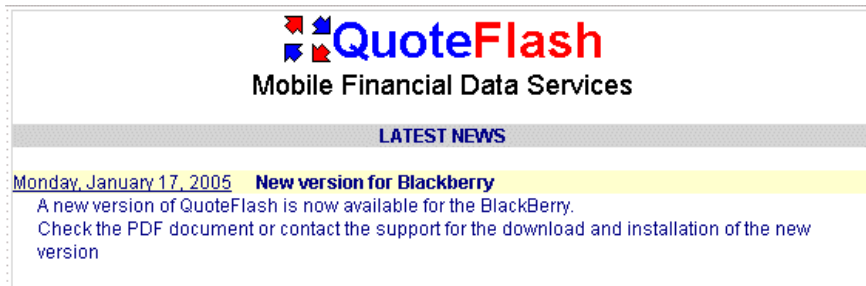 QuoteFlash
Mobile Financial Data Services
LATEST NEWS
Monday, January 17, 2005 New version for Blackberry
A new version of QuoteFlash is now available for the BlackBerry.
Check the PDF document or contact the support for the download and installation of the new
version